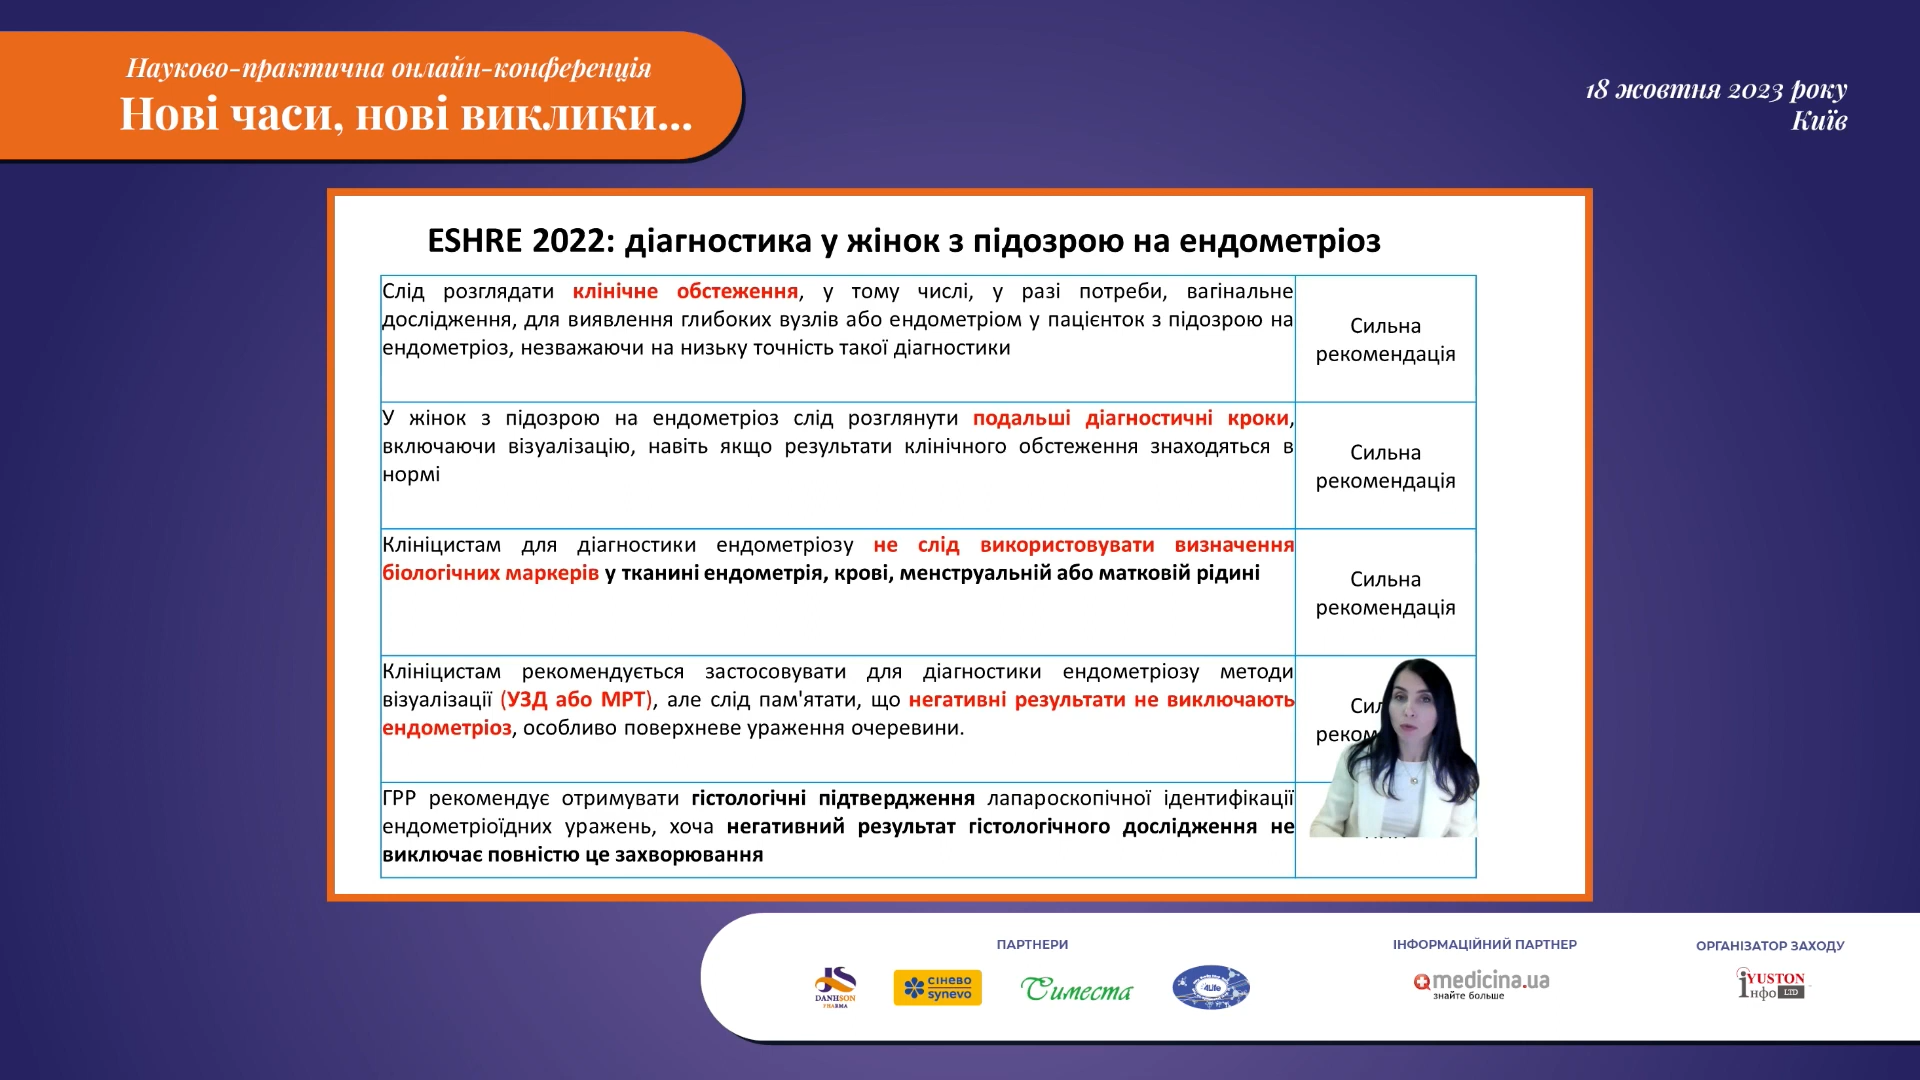 Науково-практична онлайн-конференція
Нові часи, нові виклики...
18 жовтня 2023 року
Київ
ESHRE 2022: діагностика у жінок з підозрою на ендометріоз
Слід розглядати клінічне обстеження, у тому числі, у разі потреби, вагінальне
дослідження, для виявлення глибоких вузлів або ендометріом у пацієнток з підозрою на
ендометріоз, незважаючи на низьку точність такої діагностики
Сильна
рекомендація
У жінок з підозрою на ендометріоз слід розглянути подальші діагностичні кроки,
включаючи візуалізацію, навіть якщо результати клінічного обстеження знаходяться в
нормі
Сильна
рекомендація
Клініцистам для діагностики ендометріозу не слід використовувати визначення
біологічних маркерів у тканині ендометрія, крові, менструальній або матковій рідині
Сильна
рекомендація
Клініцистам рекомендується застосовувати для діагностики ендометріозу методи
візуалізації (УЗД або МРТ), але слід пам'ятати, що негативні результати не виключають
ендометріоз, особливо поверхневе ураження очеревини.
ГРР рекомендує отримувати гістологічні підтвердження лапароскопічної ідентифікації
ендометріоїдних уражень, хоча негативний результат гістологічного дослідження не
виключає повністю це захворювання
ПАРТНЕРИ
DANHSON
PHARMA
сінево
synevo
Симеста
4Life
ІНФОРМАЦІЙНИЙ ПАРТНЕР
medicina.ua
знайте больше
ОРГАНІЗАТОР ЗАХОДУ
YUSTON
інфо LTD